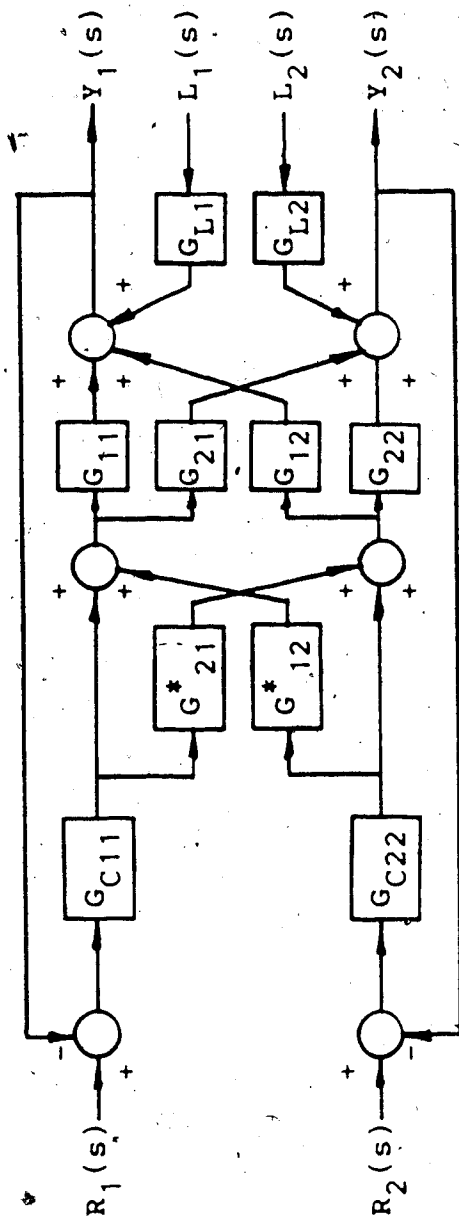 R1(s) + - GC11 G*21 + + G11 G21 + + + GL1 Y1(s) L1(s)
R2(s) + - GC22 G*12 + + G12 G22 + + + GL2 L2(s) Y2(s)